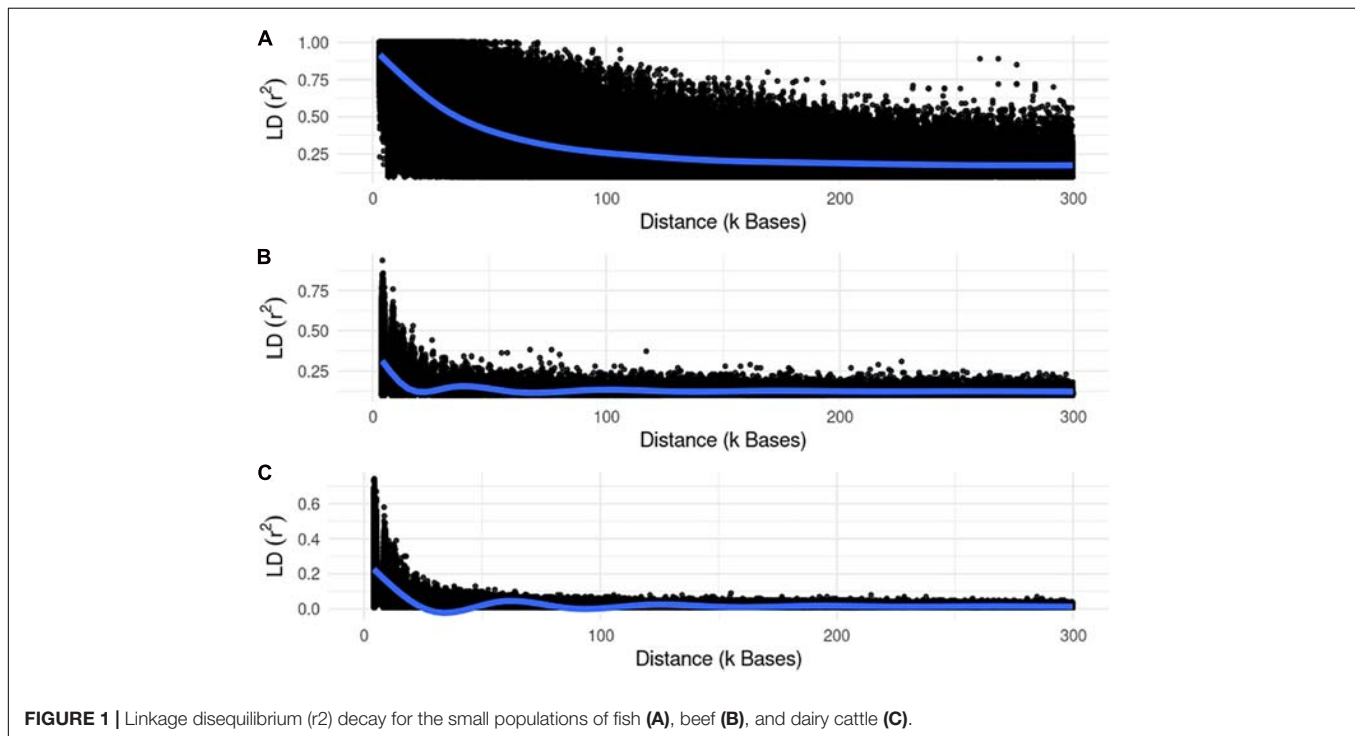 A
1.00
0.75
0.50
0.25
LD (r²)
0 100 200 300
Distance (k Bases)
B
0.75
0.50
0.25
LD (r²)
0 100 200 300
Distance (k Bases)
C
0.6
0.4
0.2
0.0
LD (r²)
0 100 200 300
Distance (k Bases)
FIGURE 1 | Linkage disequilibrium (r2) decay for the small populations of fish (A), beef (B), and dairy cattle (C).